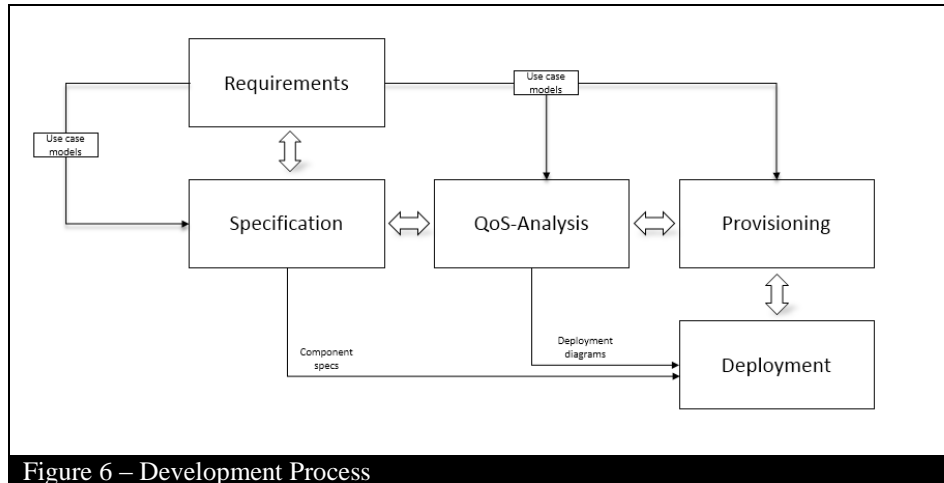 Requirements
Use case
models
Use case
models
Specification
QoS-Analysis
Provisioning
Component
specs
Deployment
diagrams
Deployment
Figure 6 – Development Process